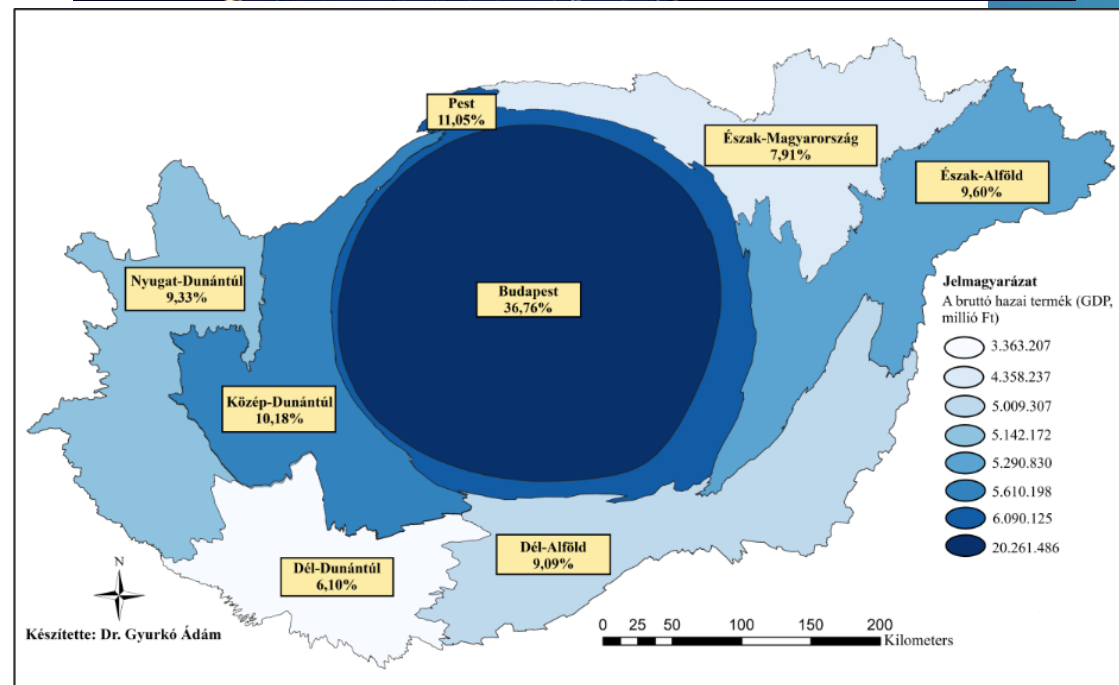 Pest
11,05%
Észak-Magyarország
7,91%
Észak-Alföld
9,60%
Nyugat-Dunántúl
9,33%
Budapest
36,76%
Közép-Dunántúl
10,18%
Dél-Alföld
9,09%
Dél-Dunántúl
6,10%
Jelmagyarázat
A bruttó hazai termék (GDP,
millió Ft)
3.363.207
4.358.237
5.009.307
5.142.172
5.290.830
5.610.198
6.090.125
20.261.486
N
Készítette: Dr. Gyurkó Ádám
0 25 50 100 150 200
Kilometers